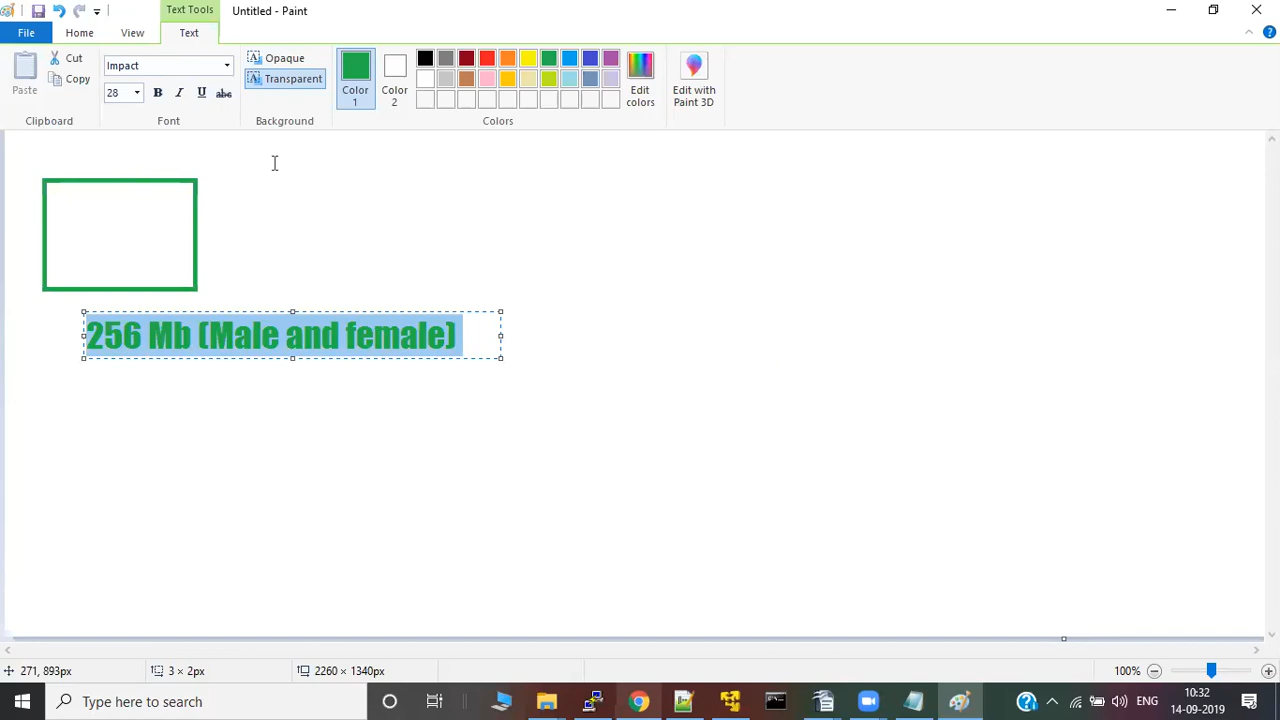 Text Tools
Untitled - Paint
File
Home
View
Text
Paste
Cut
Copy
Clipboard
Impact
28
B I U abc
Font
Opaque
Transparent
Background
Color 1
Color 2
Edit colors
Colors
Edit with Paint 3D
256 Mb (Male and female)
271, 893px
3 × 2px
2260 × 1340px
100%
Type here to search
ENG
10:32
14-09-2019